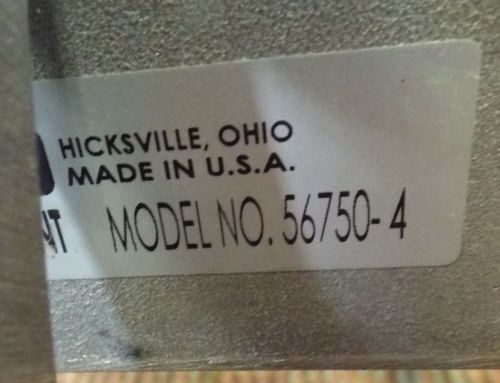 HICKSVILLE, OHIO
MADE IN U.S.A.
MODEL NO. 56750-4